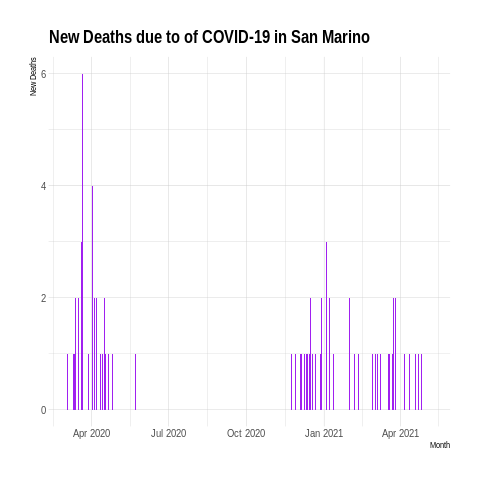 New Deaths due to of COVID-19 in San Marino
New Deaths
6
4
2
0
Apr 2020 Jul 2020 Oct 2020 Jan 2021 Apr 2021
Month